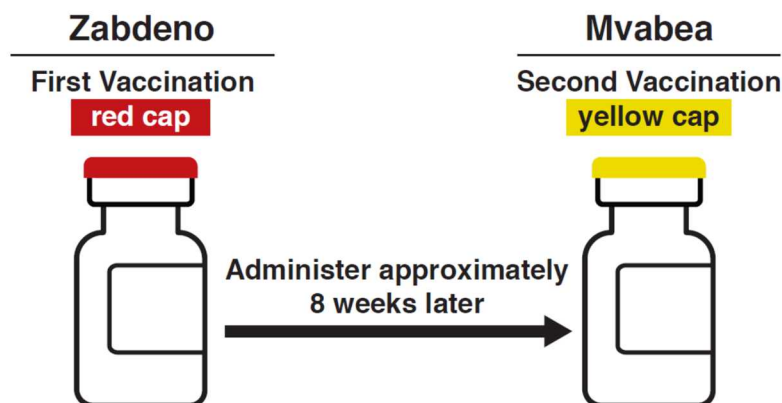 Zabdeno
First Vaccination
red cap
Mvabea
Second Vaccination
yellow cap
Administer approximately
8 weeks later